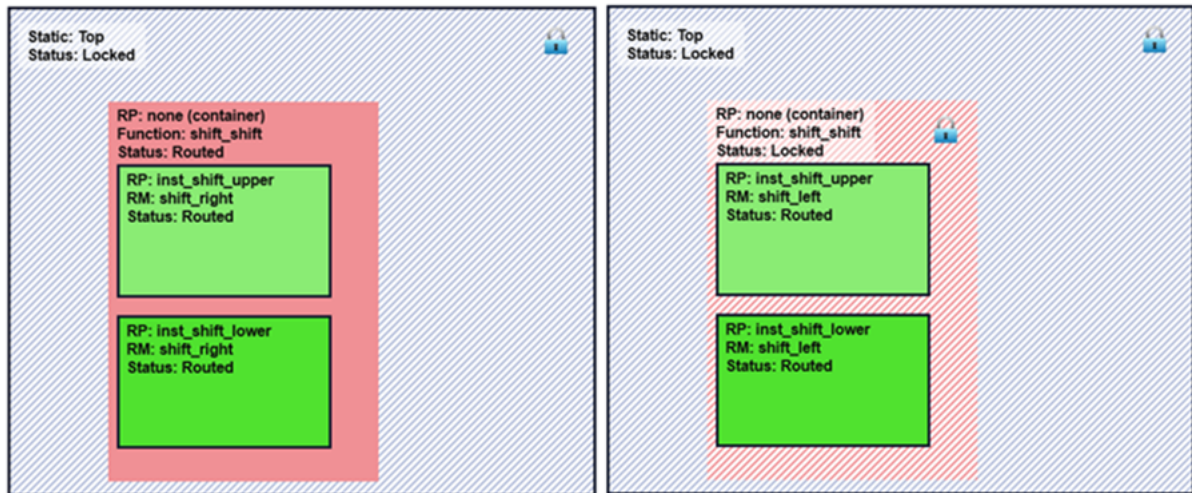 Static: Top
Status: Locked
RP: none (container)
Function: shift_shift
Status: Routed
RP: inst_shift_upper
RM: shift_right
Status: Routed
RP: inst_shift_lower
RM: shift_right
Status: Routed
Static: Top
Status: Locked
RP: none (container)
Function: shift_shift
Status: Locked
RP: inst_shift_upper
RM: shift_left
Status: Routed
RP: inst_shift_lower
RM: shift_left
Status: Routed